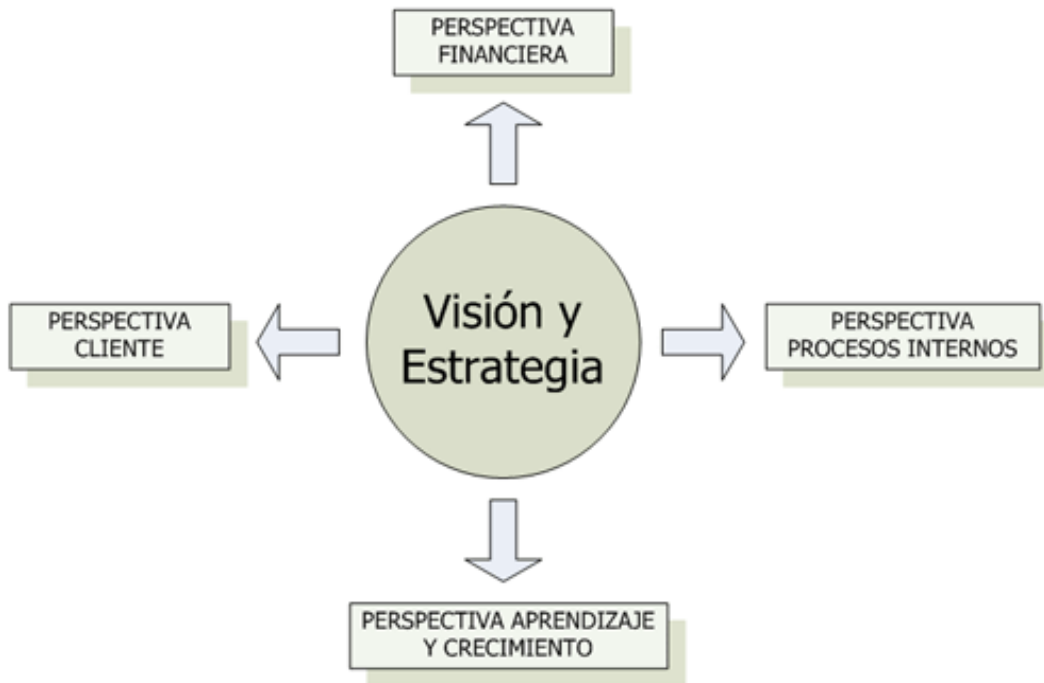 PERSPECTIVA
FINANCIERA
Visión y
Estrategia
PERSPECTIVA
CLIENTE
PERSPECTIVA
PROCESOS INTERNOS
PERSPECTIVA APRENDIZAJE
Y CRECIMIENTO